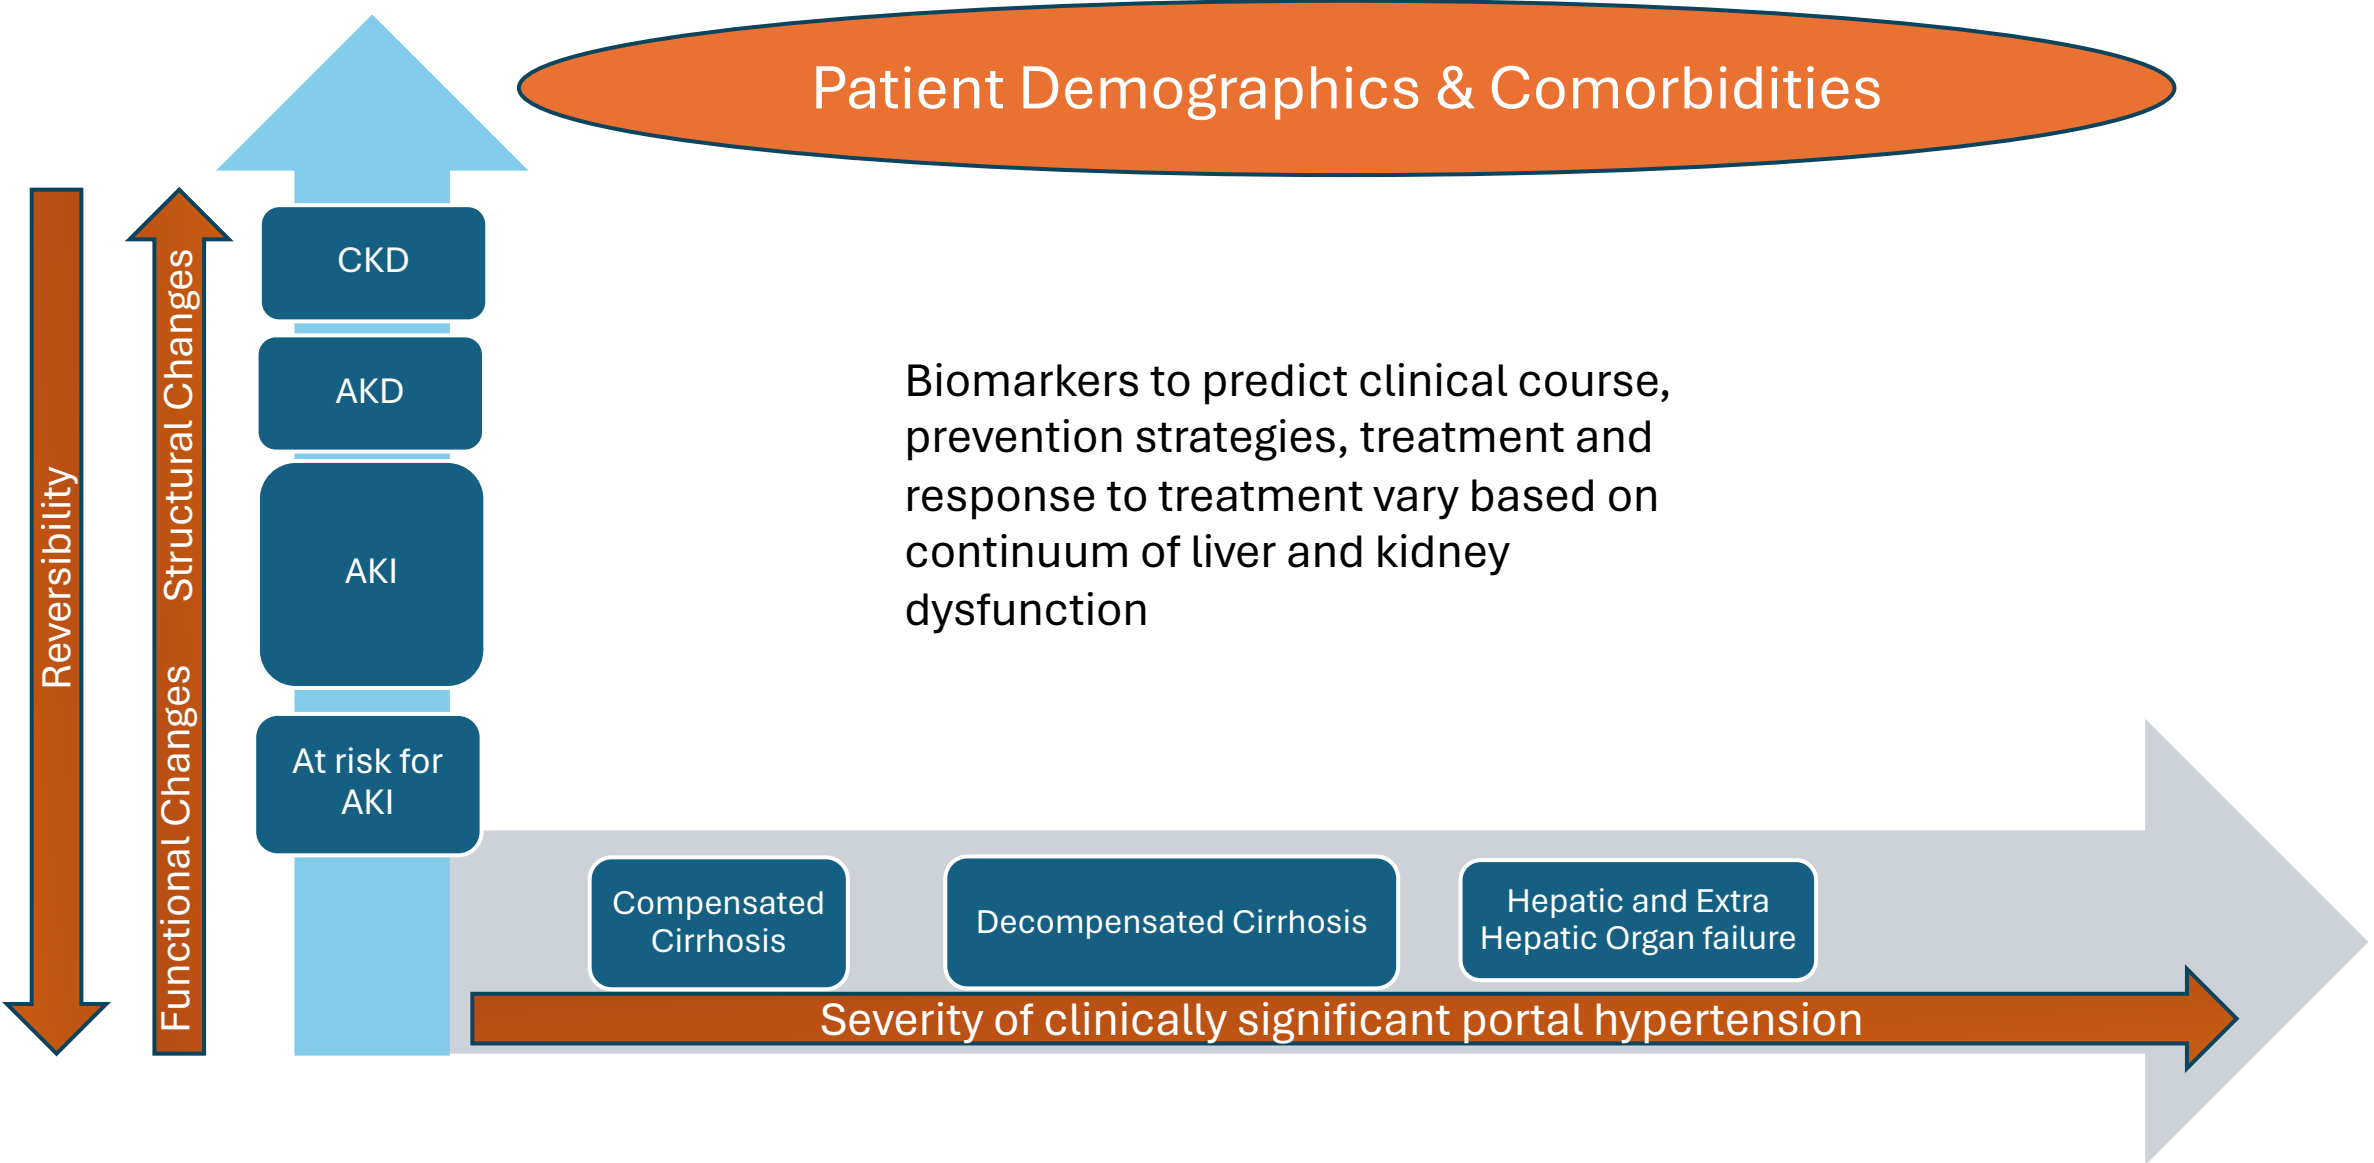 Patient Demographics & Comorbidities
Reversibility
Functional Changes    Structural Changes
CKD
AKD
AKI
At risk for
AKI
Biomarkers to predict clinical course,
prevention strategies, treatment and
response to treatment vary based on
continuum of liver and kidney
dysfunction
Compensated
Cirrhosis
Decompensated Cirrhosis
Hepatic and Extra
Hepatic Organ failure
Severity of clinically significant portal hypertension